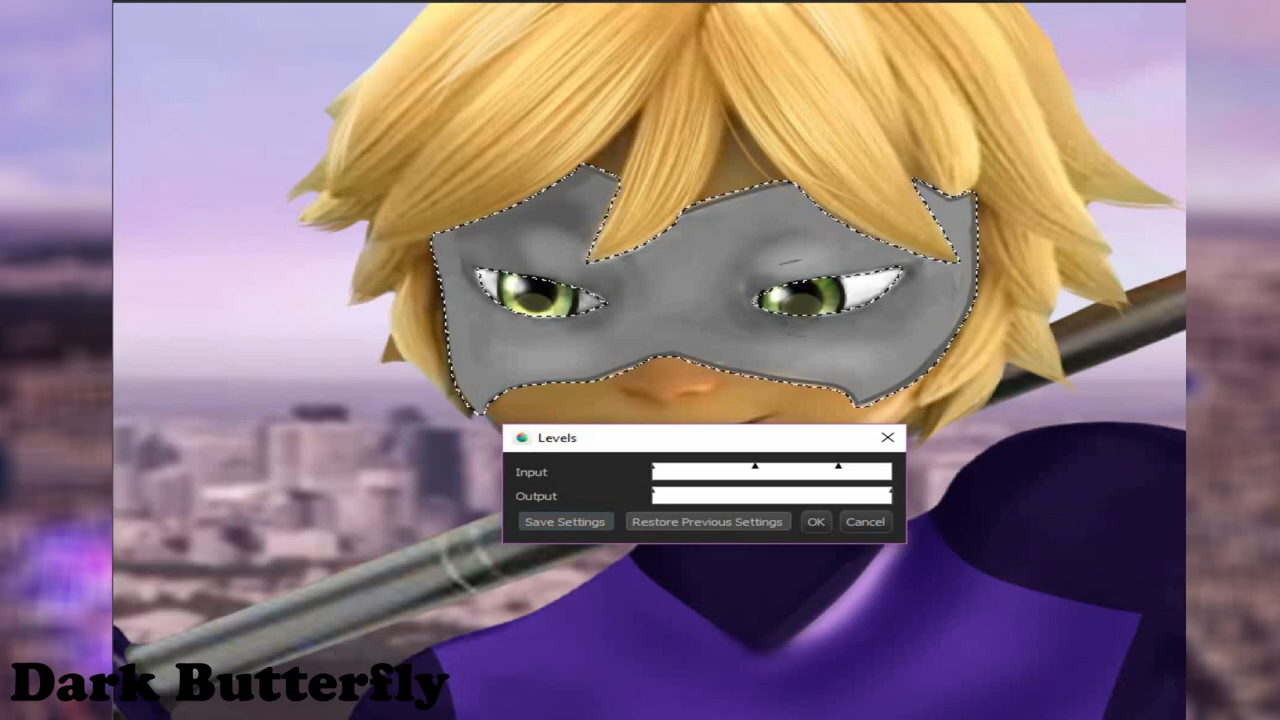 Levels
Input
Output
Save Settings
Restore Previous Settings
OK
Cancel
Dark Butterfly